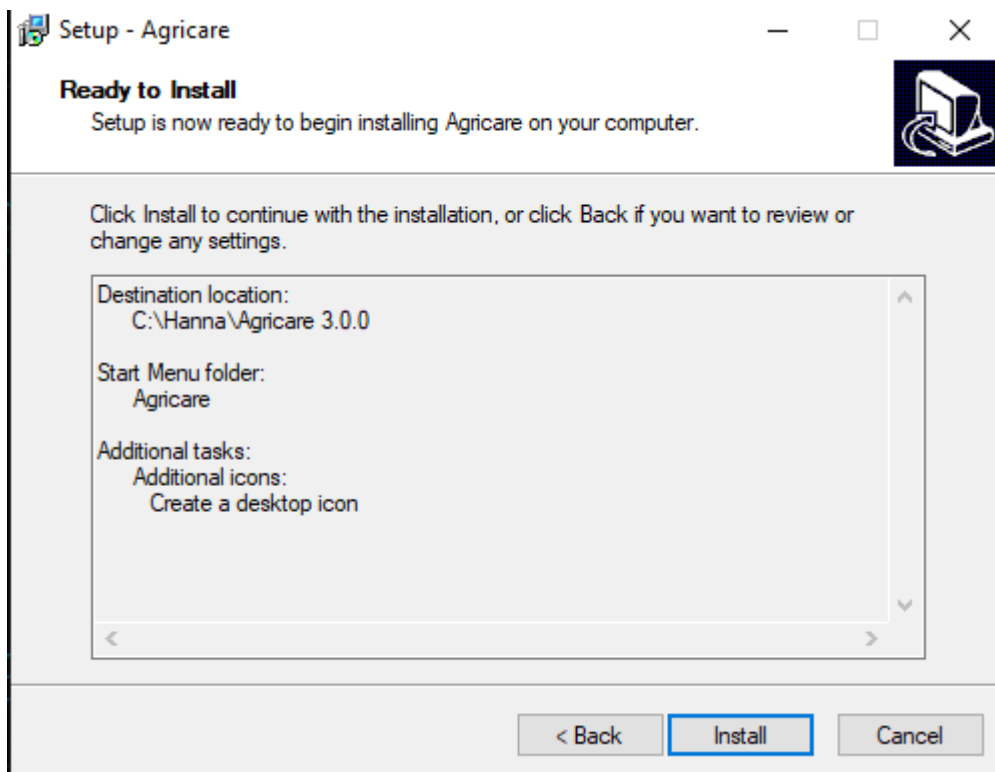 Setup - Agricare
Ready to Install
Setup is now ready to begin installing Agricare on your computer.
Click Install to continue with the installation, or click Back if you want to review or
change any settings.
Destination location:
C:\Hanna\Agricare 3.0.0
Start Menu folder:
Agricare
Additional tasks:
Additional icons:
Create a desktop icon
< Back
Install
Cancel